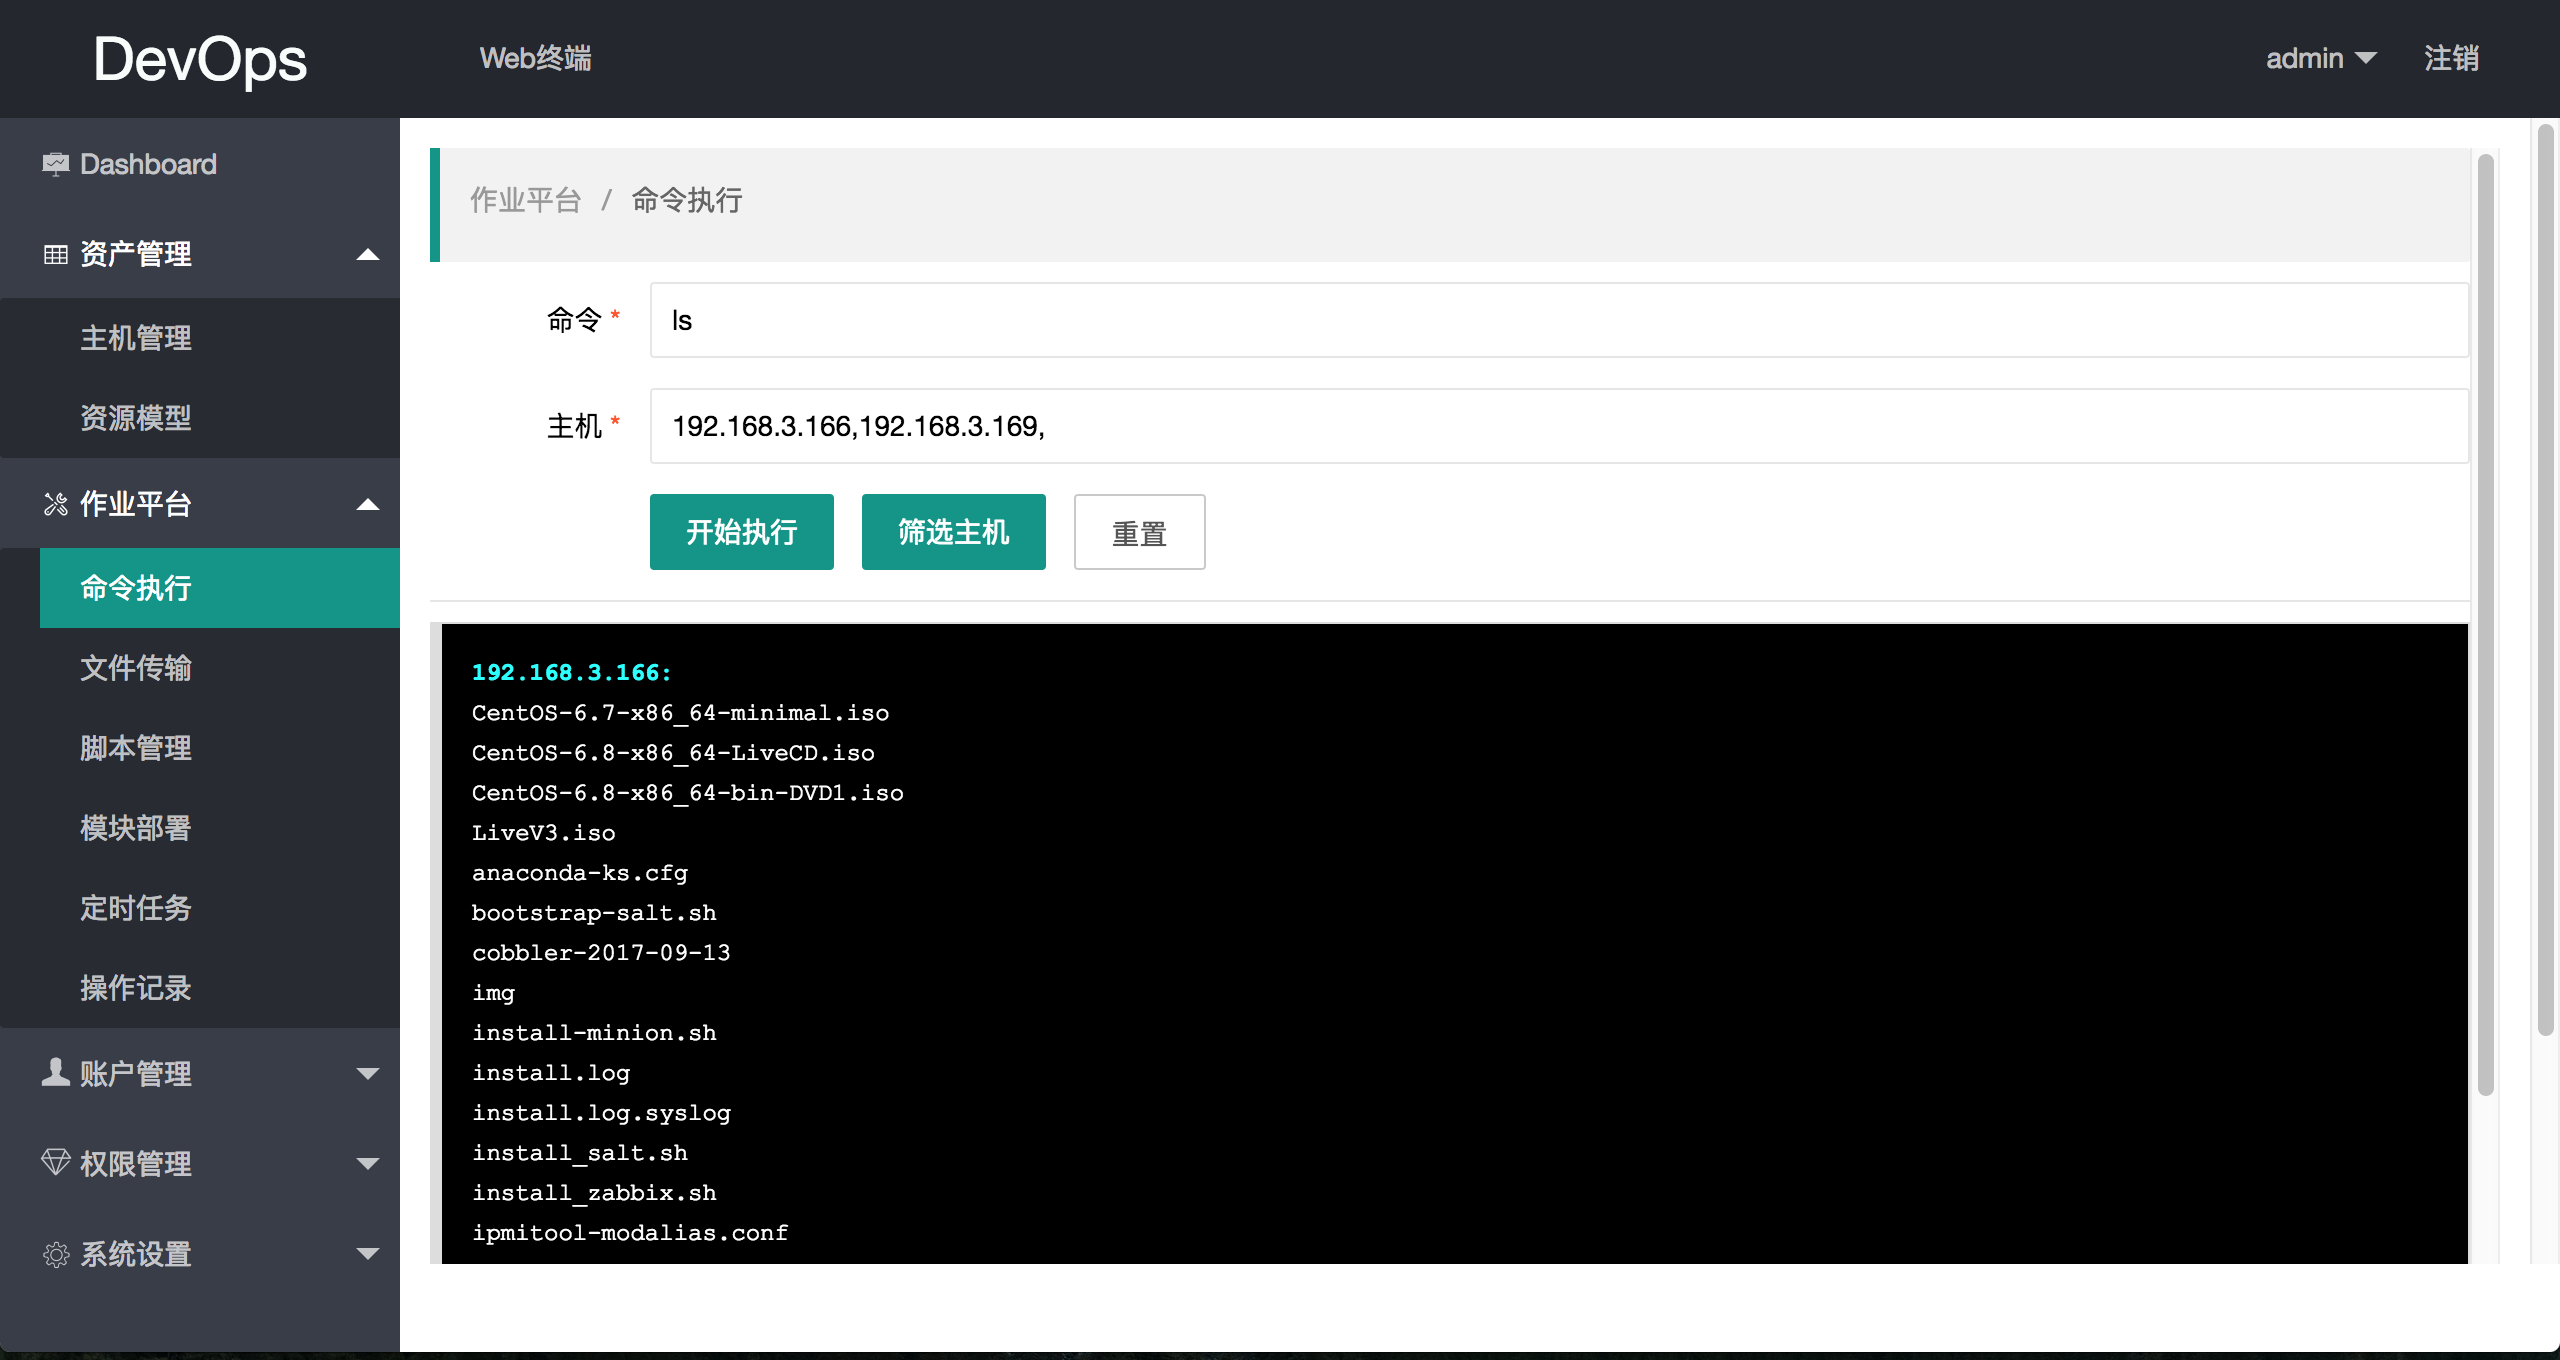 DevOps
Web终端
admin
注销
Dashboard
资产管理
主机管理
资源模型
作业平台
命令执行
文件传输
脚本管理
模块部署
定时任务
操作记录
账户管理
权限管理
系统设置
作业平台 / 命令执行
命令 *
ls
主机 *
192.168.3.166,192.168.3.169,
开始执行
筛选主机
重置
192.168.3.166:
CentOS-6.7-x86_64-minimal.iso
CentOS-6.8-x86_64-LiveCD.iso
CentOS-6.8-x86_64-bin-DVD1.iso
LiveV3.iso
anaconda-ks.cfg
bootstrap-salt.sh
cobbler-2017-09-13
img
install-minion.sh
install.log
install.log.syslog
install_salt.sh
install_zabbix.sh
ipmitool-modalias.conf